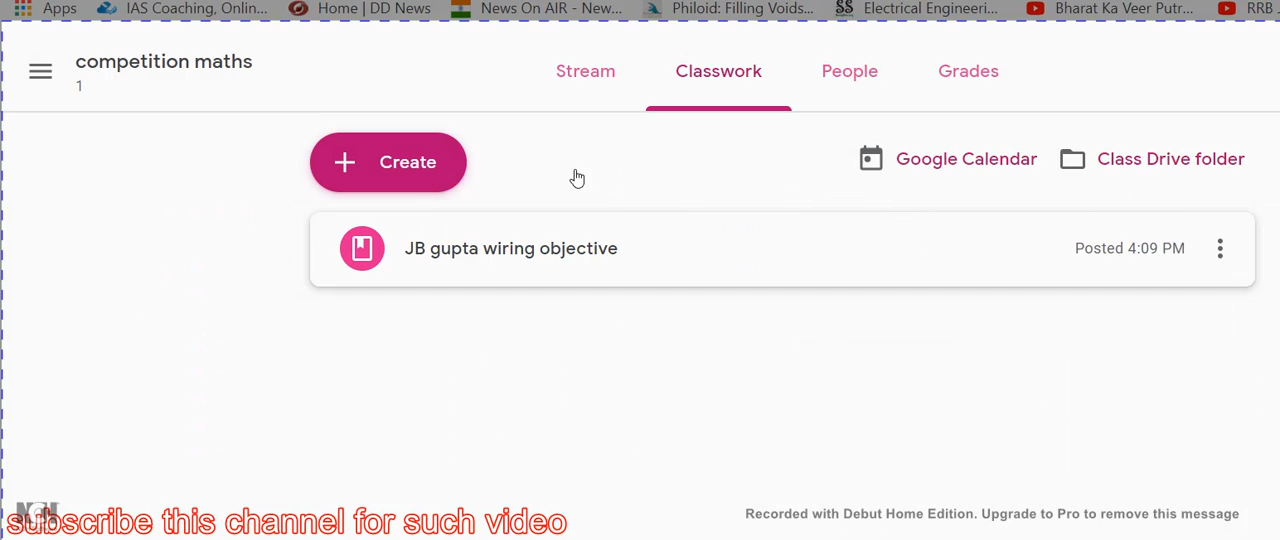 Apps IAS Coaching, Onlin... Home | DD News News On AIR - New... Philoid: Filling Voids... Electrical Engineeri... Bharat Ka Veer Putr... RRB
competition maths
1
Stream Classwork People Grades
Create Google Calendar Class Drive folder
JB gupta wiring objective Posted 4:09 PM
NCH
subscribe this channel for such video
Recorded with Debut Home Edition. Upgrade to Pro to remove this message